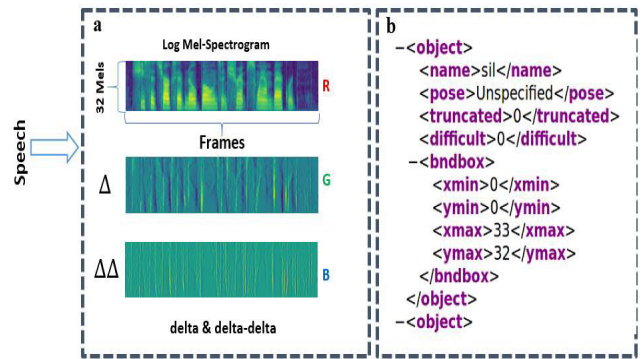 Speech
a
Log Mel-Spectrogram
32 Mels
R
Frames
Δ
G
ΔΔ
B
delta & delta-delta
b
−<object>
<name>sil</name>
<pose>Unspecified</pose>
<truncated>0</truncated>
<difficult>0</difficult>
−<bndbox>
<xmin>0</xmin>
<ymin>0</ymin>
<xmax>33</xmax>
<ymax>32</ymax>
</bndbox>
</object>
−<object>